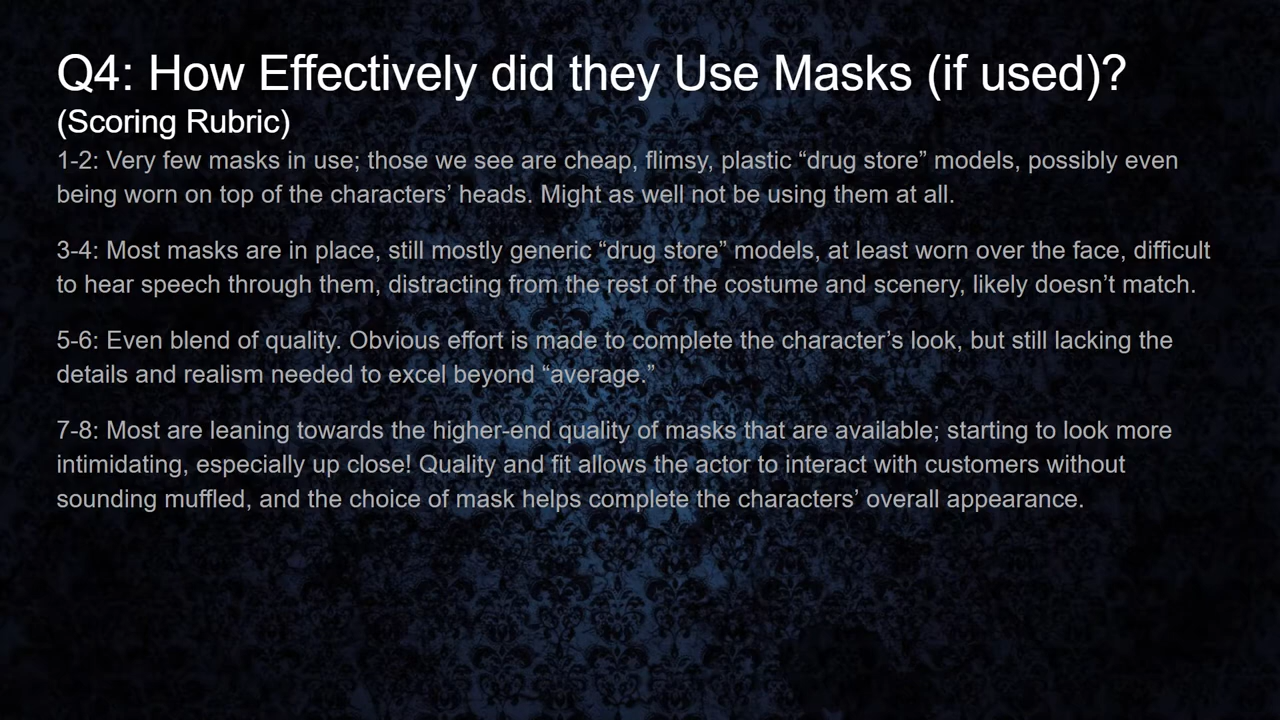 Q4: How Effectively did they Use Masks (if used)?
(Scoring Rubric)
1-2: Very few masks in use; those we see are cheap, flimsy, plastic “drug store” models, possibly even
being worn on top of the characters’ heads. Might as well not be using them at all.
3-4: Most masks are in place, still mostly generic “drug store” models, at least worn over the face, difficult
to hear speech through them, distracting from the rest of the costume and scenery, likely doesn’t match.
5-6: Even blend of quality. Obvious effort is made to complete the character’s look, but still lacking the
details and realism needed to excel beyond “average.”
7-8: Most are leaning towards the higher-end quality of masks that are available; starting to look more
intimidating, especially up close! Quality and fit allows the actor to interact with customers without
sounding muffled, and the choice of mask helps complete the characters’ overall appearance.